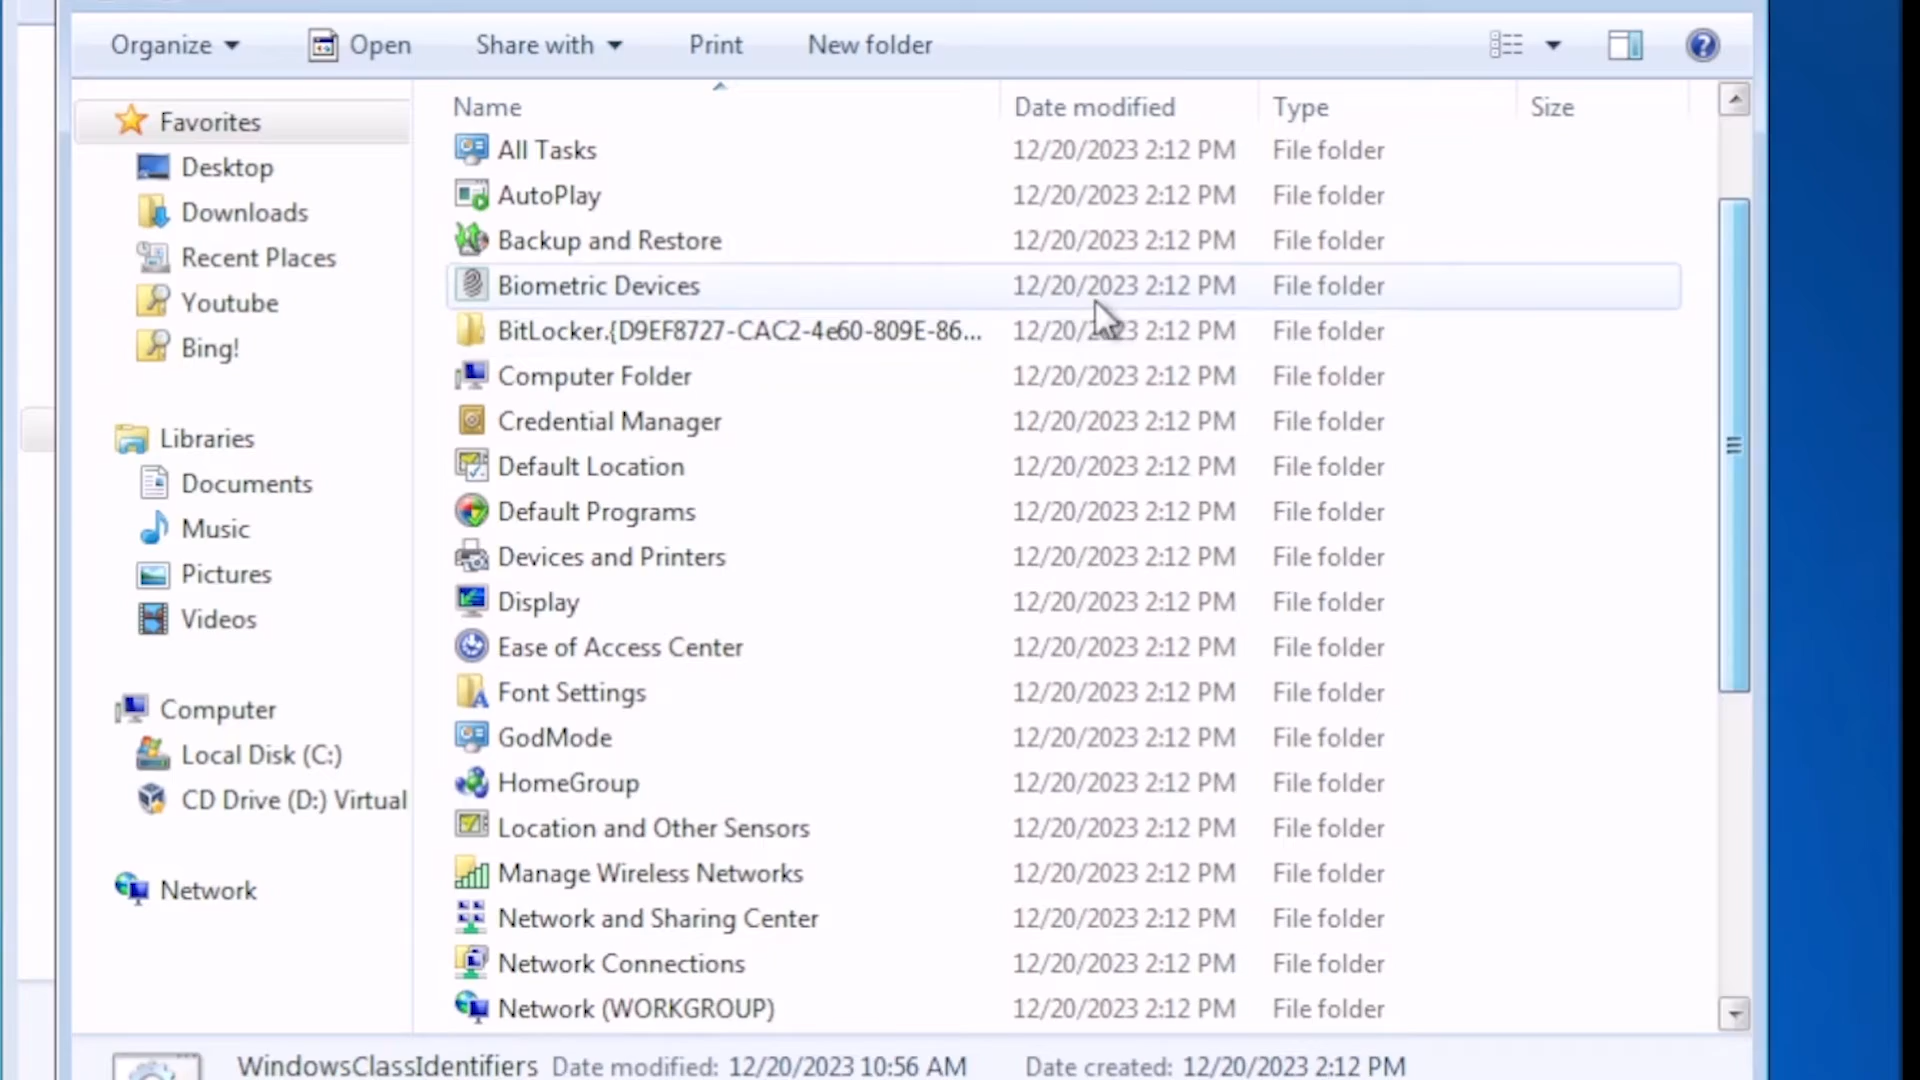 Organize Open Share with Print New folder
Name Date modified Type Size
Favorites
Desktop
Downloads
Recent Places
Youtube
Bing!
Libraries
Documents
Music
Pictures
Videos
Computer
Local Disk (C:)
CD Drive (D:) Virtual
Network
All Tasks 12/20/2023 2:12 PM File folder
AutoPlay 12/20/2023 2:12 PM File folder
Backup and Restore 12/20/2023 2:12 PM File folder
Biometric Devices 12/20/2023 2:12 PM File folder
BitLocker.{D9EF8727-CAC2-4e60-809E-86... 12/20/2023 2:12 PM File folder
Computer Folder 12/20/2023 2:12 PM File folder
Credential Manager 12/20/2023 2:12 PM File folder
Default Location 12/20/2023 2:12 PM File folder
Default Programs 12/20/2023 2:12 PM File folder
Devices and Printers 12/20/2023 2:12 PM File folder
Display 12/20/2023 2:12 PM File folder
Ease of Access Center 12/20/2023 2:12 PM File folder
Font Settings 12/20/2023 2:12 PM File folder
GodMode 12/20/2023 2:12 PM File folder
HomeGroup 12/20/2023 2:12 PM File folder
Location and Other Sensors 12/20/2023 2:12 PM File folder
Manage Wireless Networks 12/20/2023 2:12 PM File folder
Network and Sharing Center 12/20/2023 2:12 PM File folder
Network Connections 12/20/2023 2:12 PM File folder
Network (WORKGROUP) 12/20/2023 2:12 PM File folder
WindowsClassIdentifiers Date modified: 12/20/2023 10:56 AM Date created: 12/20/2023 2:12 PM